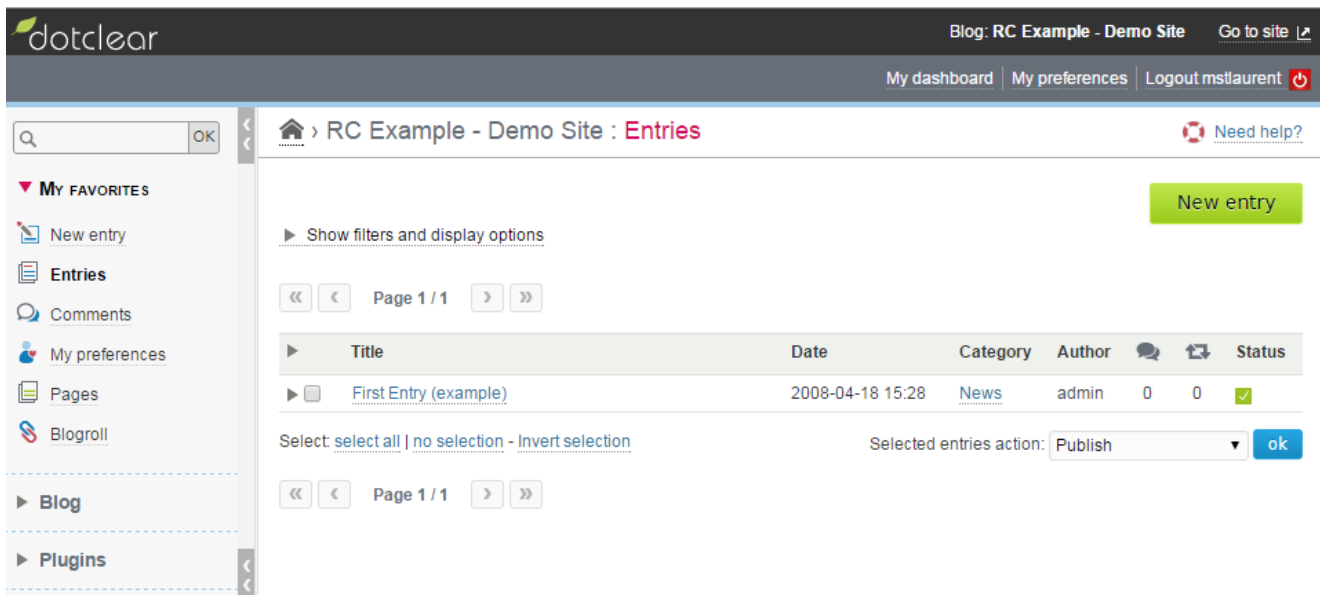 dotclear
Blog: RC Example - Demo Site Go to site
My dashboard My preferences Logout mstlaurent
OK
› RC Example - Demo Site : Entries
Need help?
MY FAVORITES
New entry
Entries
Comments
My preferences
Pages
Blogroll
Blog
Plugins
New entry
Show filters and display options
« ‹ Page 1 / 1 › »
Title Date Category Author Status
First Entry (example) 2008-04-18 15:28 News admin 0 0
Select: select all | no selection - Invert selection
Selected entries action: Publish ok
« ‹ Page 1 / 1 › »